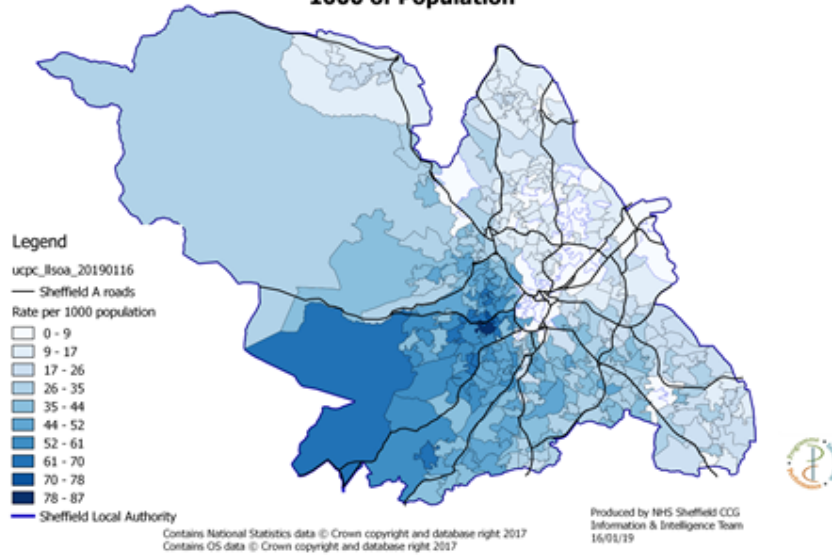 1000 of Population
Legend
ucpc_llsoa_20190116
Sheffield A roads
Rate per 1000 population
0 - 9
9 - 17
17 - 26
26 - 35
35 - 44
44 - 52
52 - 61
61 - 70
70 - 78
78 - 87
Sheffield Local Authority
Contains National Statistics data © Crown copyright and database right 2017
Contains OS data © Crown copyright and database right 2017
Produced by NHS Sheffield CCG
Information & Intelligence Team
16/01/19